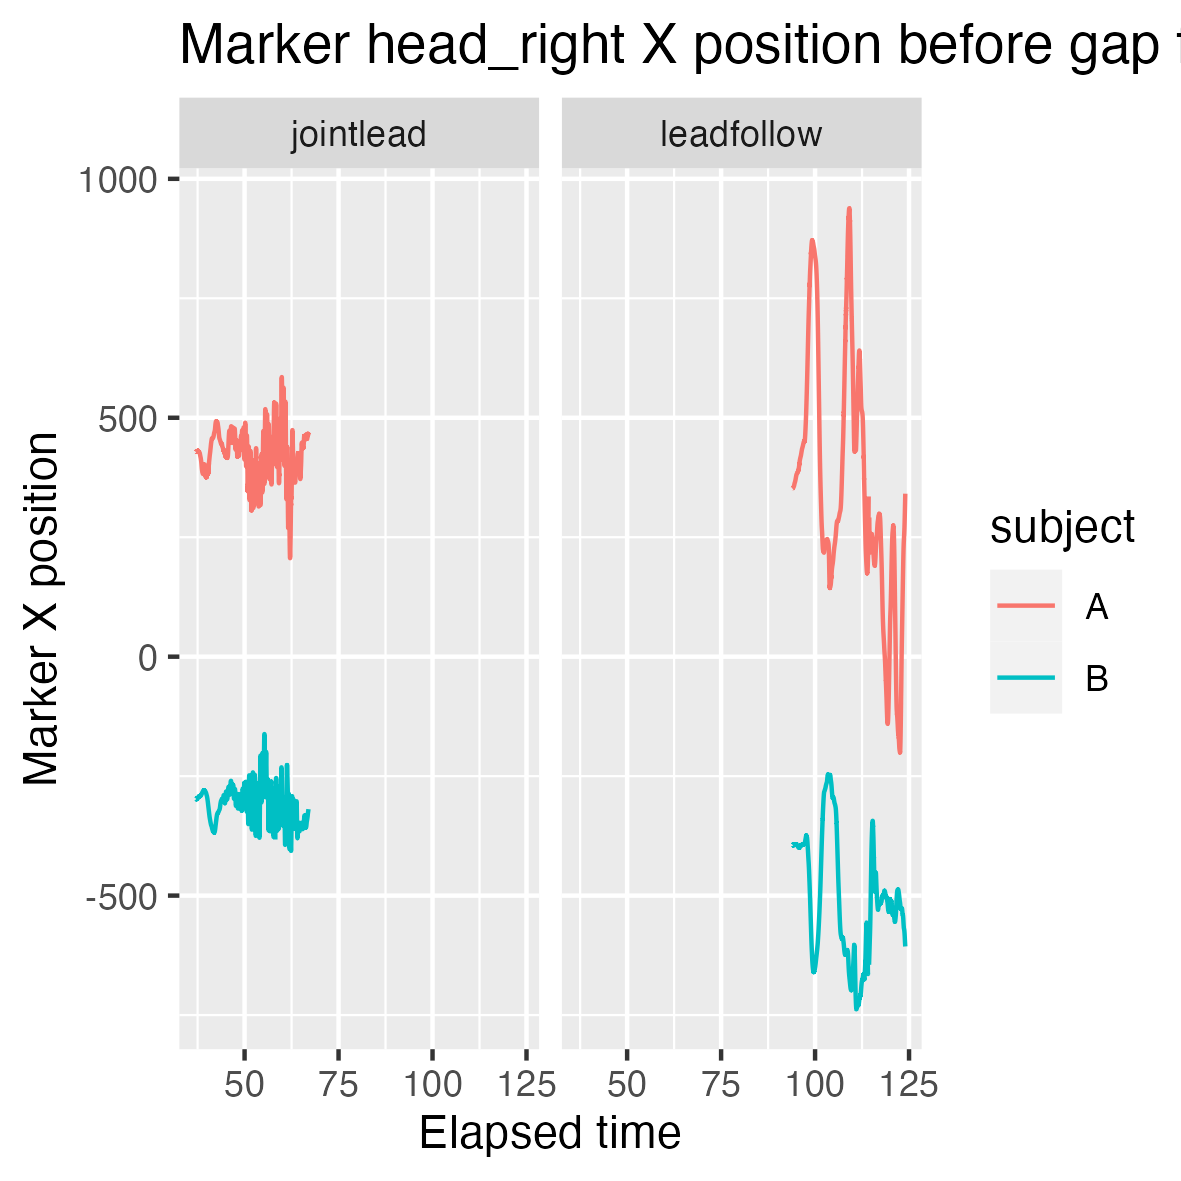 Marker head_right X position before gap
jointlead leadfollow
1000
500
0
-500
Marker X position
50 75 100 125 50 75 100 125
Elapsed time
subject
A
B